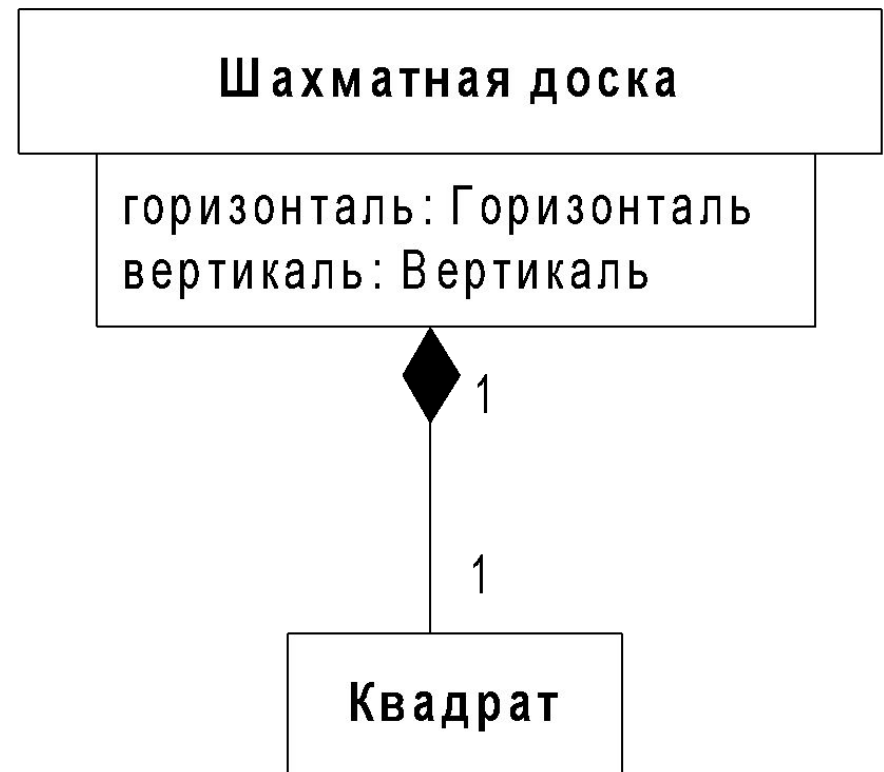 Шахматная доска
горизонталь: Горизонталь
вертикаль: Вертикаль
1
1
Квадрат